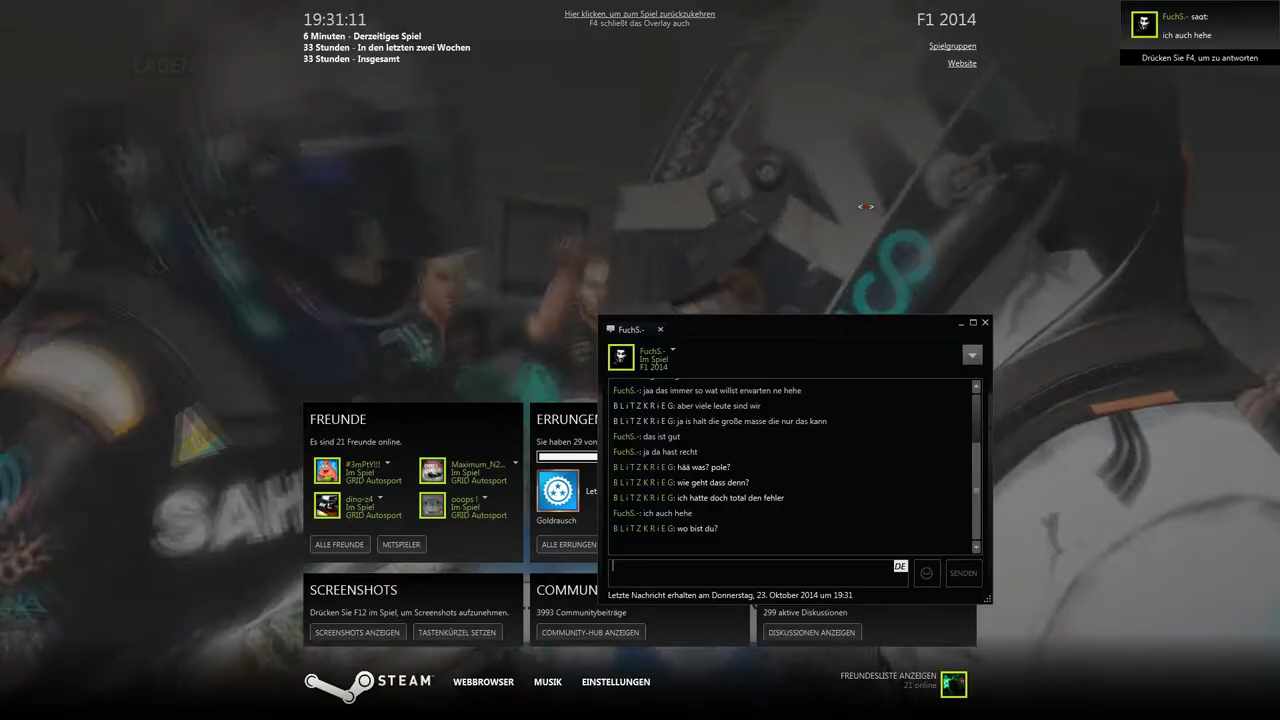 19:31:11
6 Minuten - Derzeitiges Spiel
33 Stunden - In den letzten zwei Wochen
33 Stunden - Insgesamt
Hier klicken, um zum Spiel zurückzukehren
F4 schließt das Overlay auch
F1 2014
Spielgruppen
Website
FuchS.- sagt:
ich auch hehe
Drücken Sie F4, um zu antworten
LADEN
SAH
FuchS.-
FuchS.-
Im Spiel
F1 2014
FuchS.-: jaa das immer so wat willst erwarten ne hehe
B L i T Z K R i E G: aber viele leute sind wir
B L i T Z K R i E G: ja is halt die große masse die nur das kann
FuchS.-: das ist gut
FuchS.-: ja da hast recht
B L i T Z K R i E G: hää was? pole?
B L i T Z K R i E G: wie geht dass denn?
B L i T Z K R i E G: ich hatte doch total den fehler
FuchS.-: ich auch hehe
B L i T Z K R i E G: wo bist du?
DE
SENDEN
Letzte Nachricht erhalten am Donnerstag, 23. Oktober 2014 um 19:31
FREUNDE
Es sind 21 Freunde online.
#3mPtY!!!
Im Spiel
GRID Autosport
Maximum_N2...
Im Spiel
GRID Autosport
dino-z4
Im Spiel
GRID Autosport
ooops !
Im Spiel
GRID Autosport
ALLE FREUNDE
MITSPIELER
ERRUNGEN
Sie haben 29 von
Let
Goldrausch
ALLE ERRUNGEN
SCREENSHOTS
Drücken Sie F12 im Spiel, um Screenshots aufzunehmen.
SCREENSHOTS ANZEIGEN
TASTENKÜRZEL SETZEN
COMMUN
3993 Communitybeiträge
COMMUNITY-HUB ANZEIGEN
299 aktive Diskussionen
DISKUSSIONEN ANZEIGEN
STEAM
WEBBROWSER
MUSIK
EINSTELLUNGEN
FREUNDESLISTE ANZEIGEN
21 online